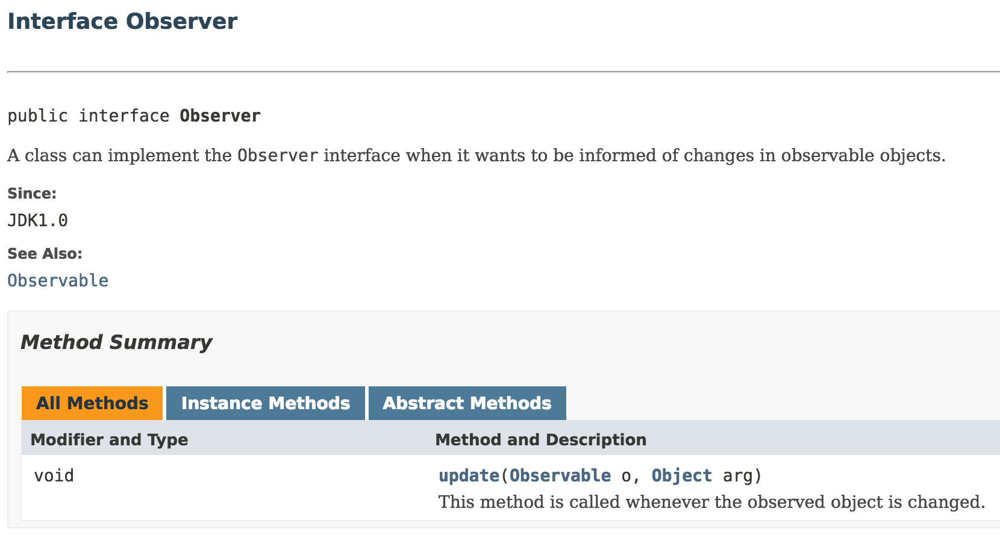 Interface Observer
public interface Observer
A class can implement the Observer interface when it wants to be informed of changes in observable objects.
Since:
JDK1.0
See Also:
Observable
Method Summary
All Methods Instance Methods Abstract Methods
Modifier and Type Method and Description
void update(Observable o, Object arg)
This method is called whenever the observed object is changed.